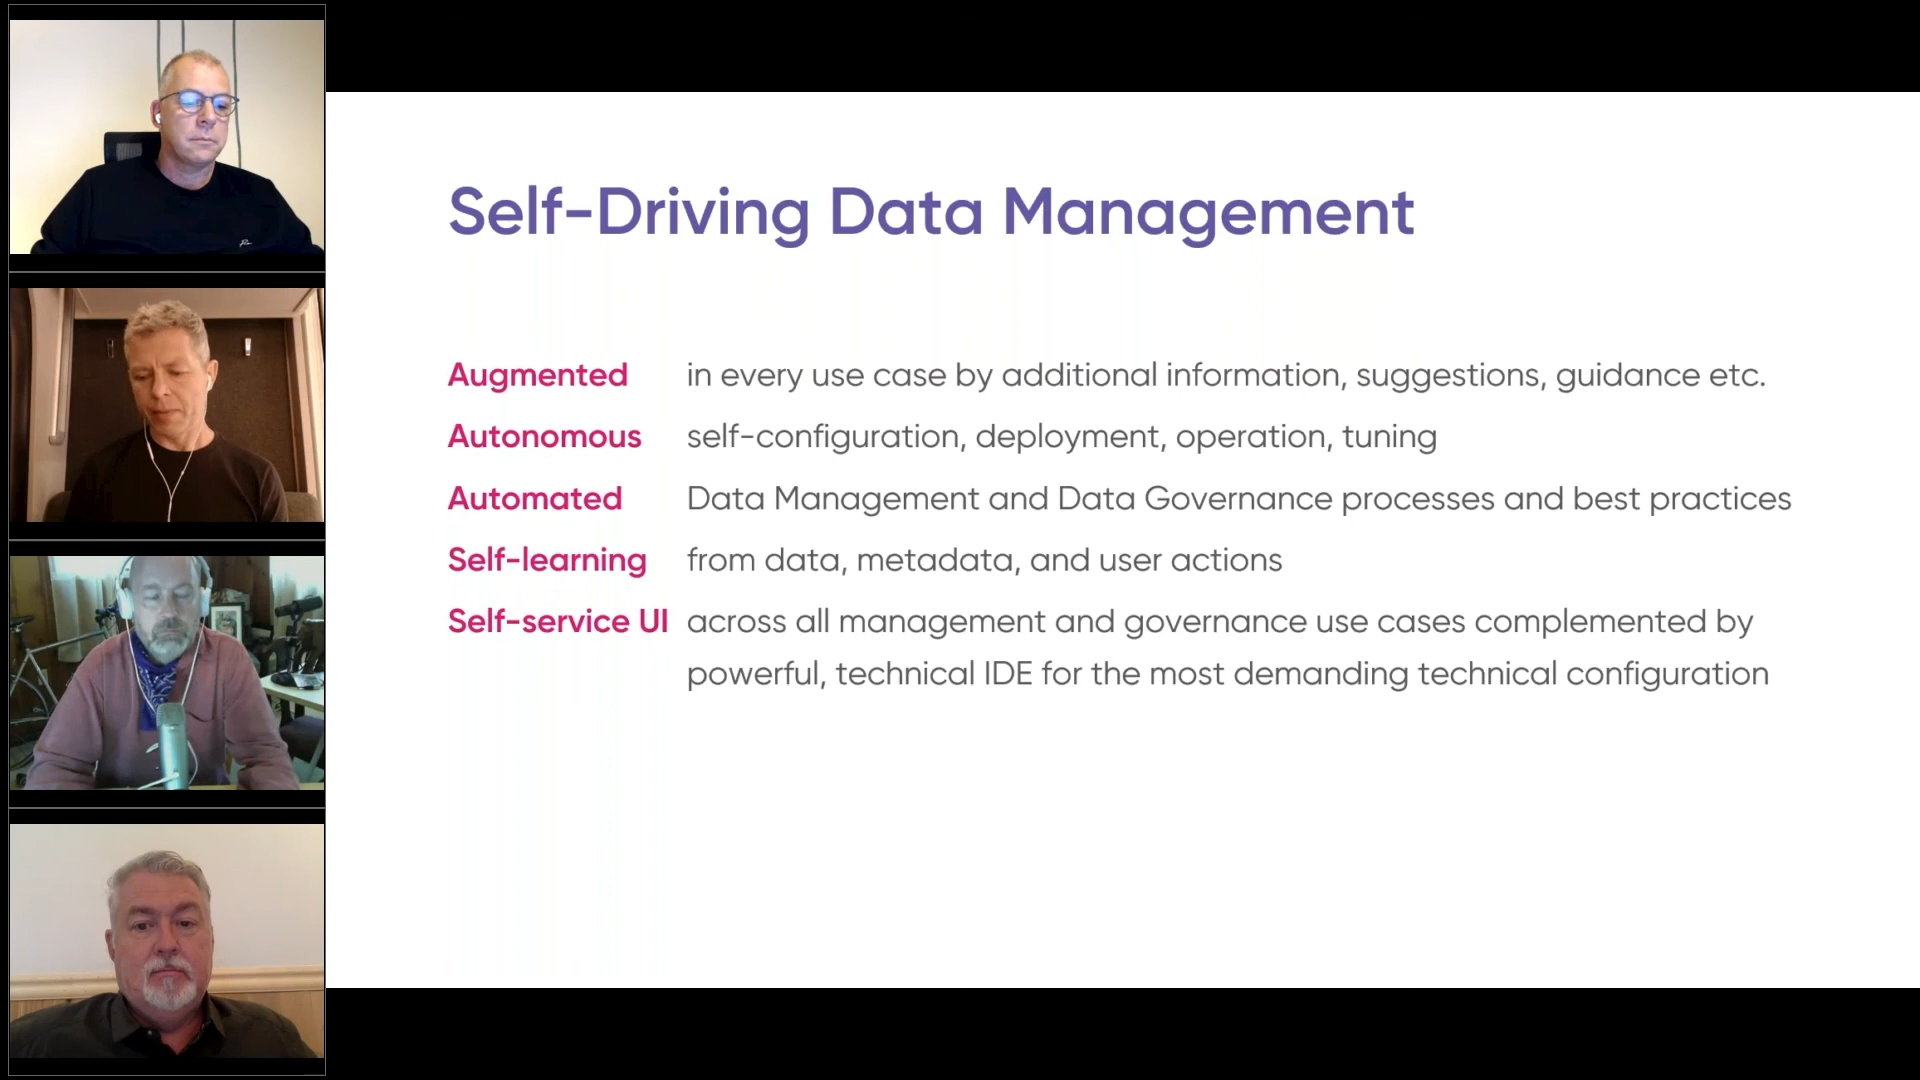 Self-Driving Data Management
Augmented in every use case by additional information, suggestions, guidance etc.
Autonomous self-configuration, deployment, operation, tuning
Automated Data Management and Data Governance processes and best practices
Self-learning from data, metadata, and user actions
Self-service UI across all management and governance use cases complemented by
powerful, technical IDE for the most demanding technical configuration